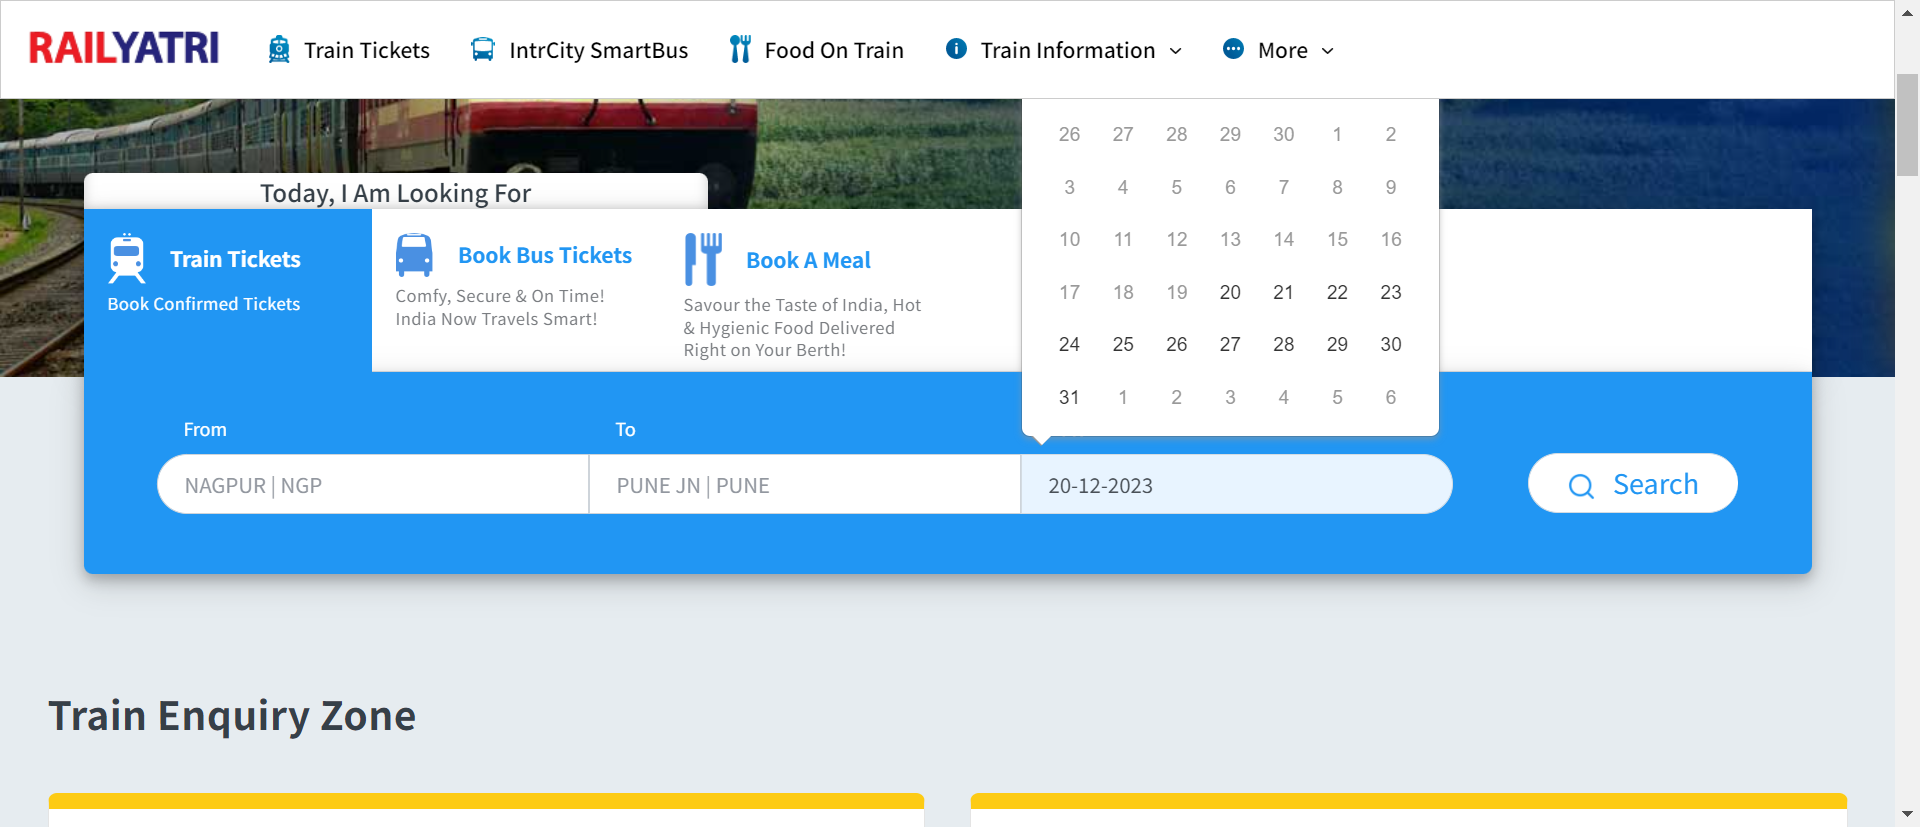 RAILYATRI Train Tickets IntrCity SmartBus Food On Train Train Information More
Today, I Am Looking For
Train Tickets
Book Confirmed Tickets
Book Bus Tickets
Comfy, Secure & On Time!
India Now Travels Smart!
Book A Meal
Savour the Taste of India, Hot
& Hygienic Food Delivered
Right on Your Berth!
26 27 28 29 30 1 2
3 4 5 6 7 8 9
10 11 12 13 14 15 16
17 18 19 20 21 22 23
24 25 26 27 28 29 30
31 1 2 3 4 5 6
From To
NAGPUR | NGP PUNE JN | PUNE 20-12-2023 Search
Train Enquiry Zone